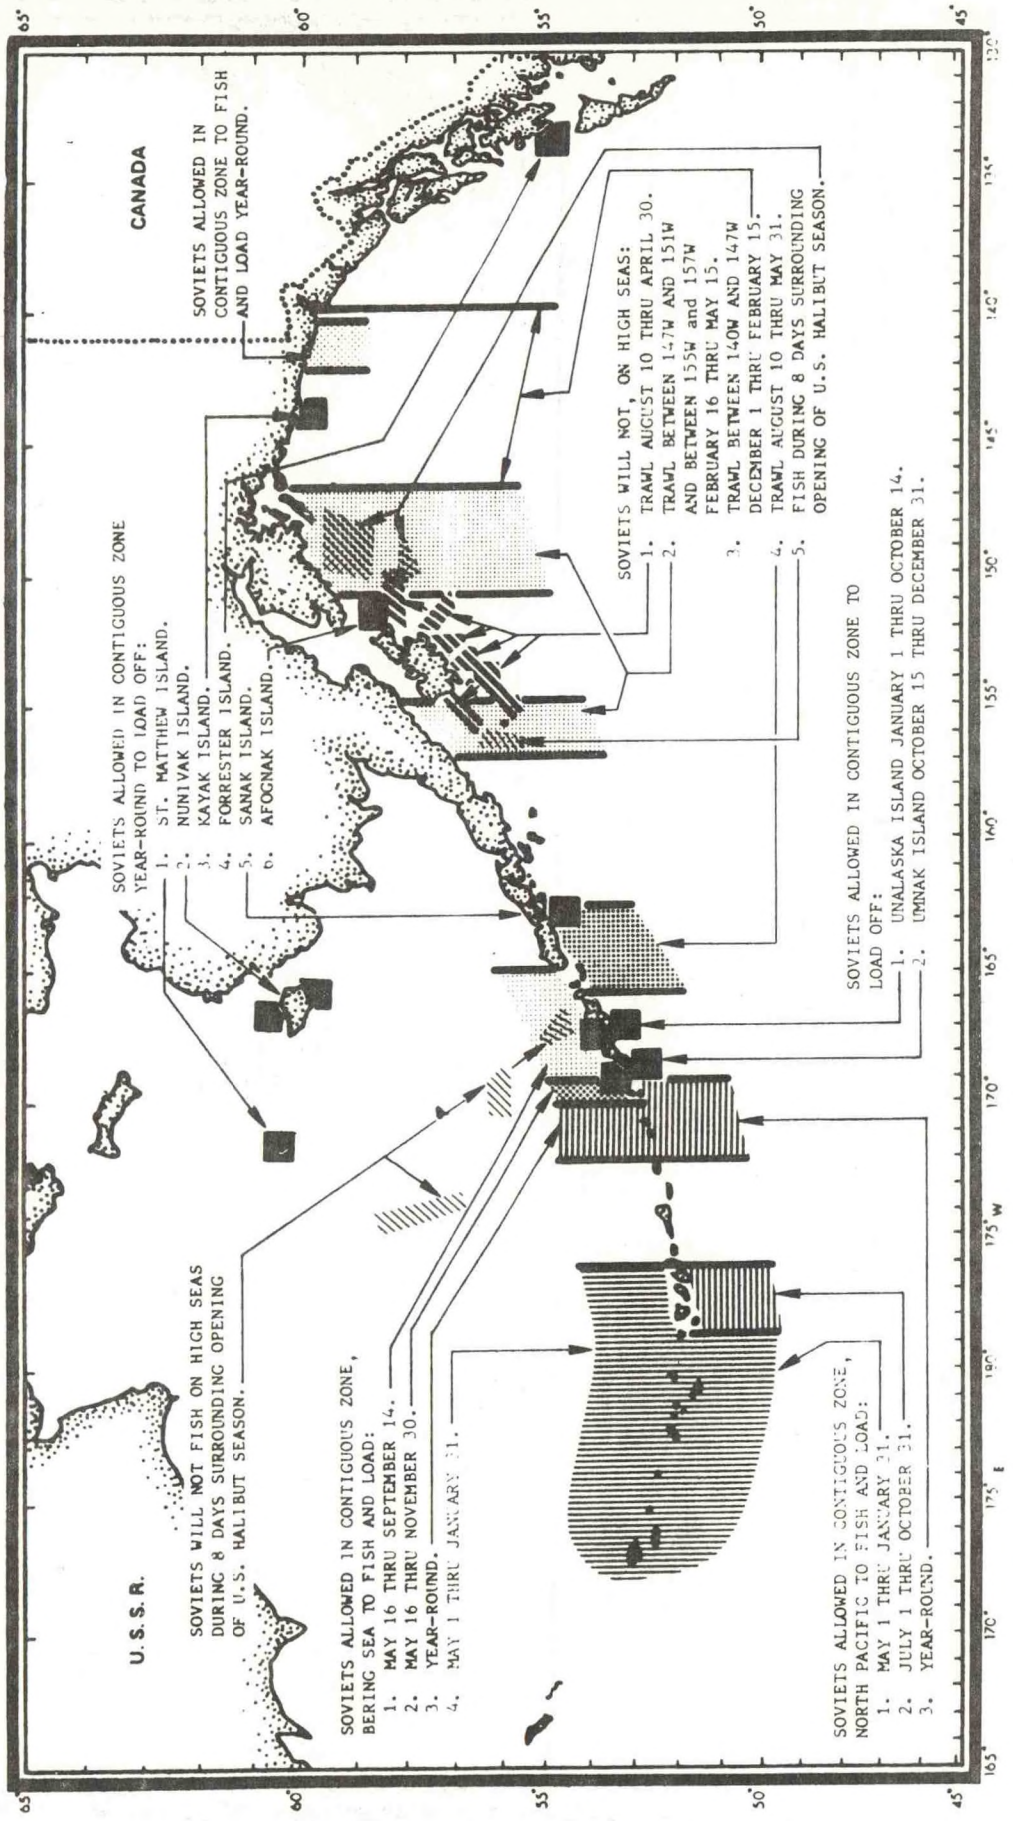 65°
60°
55°
50°
45°
U.S.S.R.
CANADA
SOVIETS WILL NOT FISH ON HIGH SEAS
DURING 8 DAYS SURROUNDING OPENING
OF U.S. HALIBUT SEASON.
SOVIETS ALLOWED IN CONTIGUOUS ZONE
YEAR-ROUND TO LOAD OFF:
1. ST. MATTHEW ISLAND.
2. NUNIVAK ISLAND.
3. KAYAK ISLAND.
4. FORRESTER ISLAND.
5. SANAK ISLAND.
6. AFOGNAK ISLAND.
SOVIETS ALLOWED IN
CONTIGUOUS ZONE TO FISH
AND LOAD YEAR-ROUND.
SOVIETS ALLOWED IN CONTIGUOUS ZONE,
BERING SEA TO FISH AND LOAD:
1. MAY 16 THRU SEPTEMBER 14.
2. MAY 16 THRU NOVEMBER 30.
3. YEAR-ROUND.
4. MAY 1 THRU JANUARY 31.
SOVIETS WILL NOT, ON HIGH SEAS:
1. TRAWL AUGUST 10 THRU APRIL 30.
2. TRAWL BETWEEN 147W AND 151W
AND BETWEEN 155W and 157W
FEBRUARY 16 THRU MAY 15.
3. TRAWL BETWEEN 140W AND 147W
DECEMBER 1 THRU FEBRUARY 15.
4. TRAWL AUGUST 10 THRU MAY 31.
5. FISH DURING 8 DAYS SURROUNDING
OPENING OF U.S. HALIBUT SEASON.
SOVIETS ALLOWED IN CONTIGUOUS ZONE,
NORTH PACIFIC TO FISH AND LOAD:
1. MAY 1 THRU JANUARY 31.
2. JULY 1 THRU OCTOBER 31.
3. YEAR-ROUND.
SOVIETS ALLOWED IN CONTIGUOUS ZONE TO
LOAD OFF:
1. UNALASKA ISLAND JANUARY 1 THRU OCTOBER 14.
2. UMNAK ISLAND OCTOBER 15 THRU DECEMBER 31.
65°
60°
55°
50°
45°
165° 170° 175° E 180° 175° W 170° 165° 160° 155° 150° 145° 140° 135° 130°